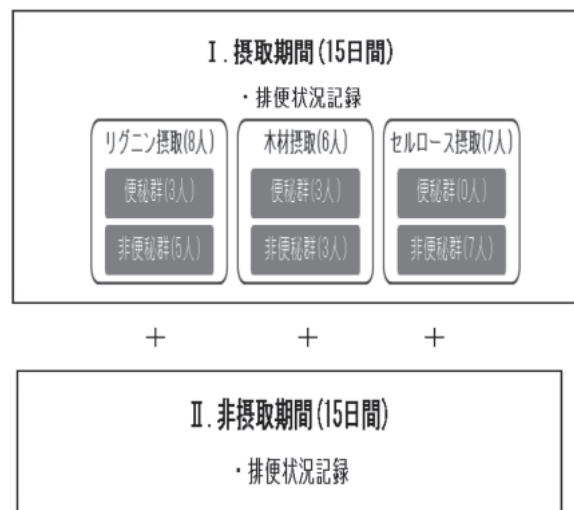 Ⅰ.摂取期間(15日間)
・排便状況記録
リグニン摂取(8人)
便秘群(3人)
非便秘群(5人)
木材摂取(6人)
便秘群(3人)
非便秘群(3人)
セルロース摂取(7人)
便秘群(0人)
非便秘群(7人)
+ + +
Ⅱ.非摂取期間(15日間)
・排便状況記録